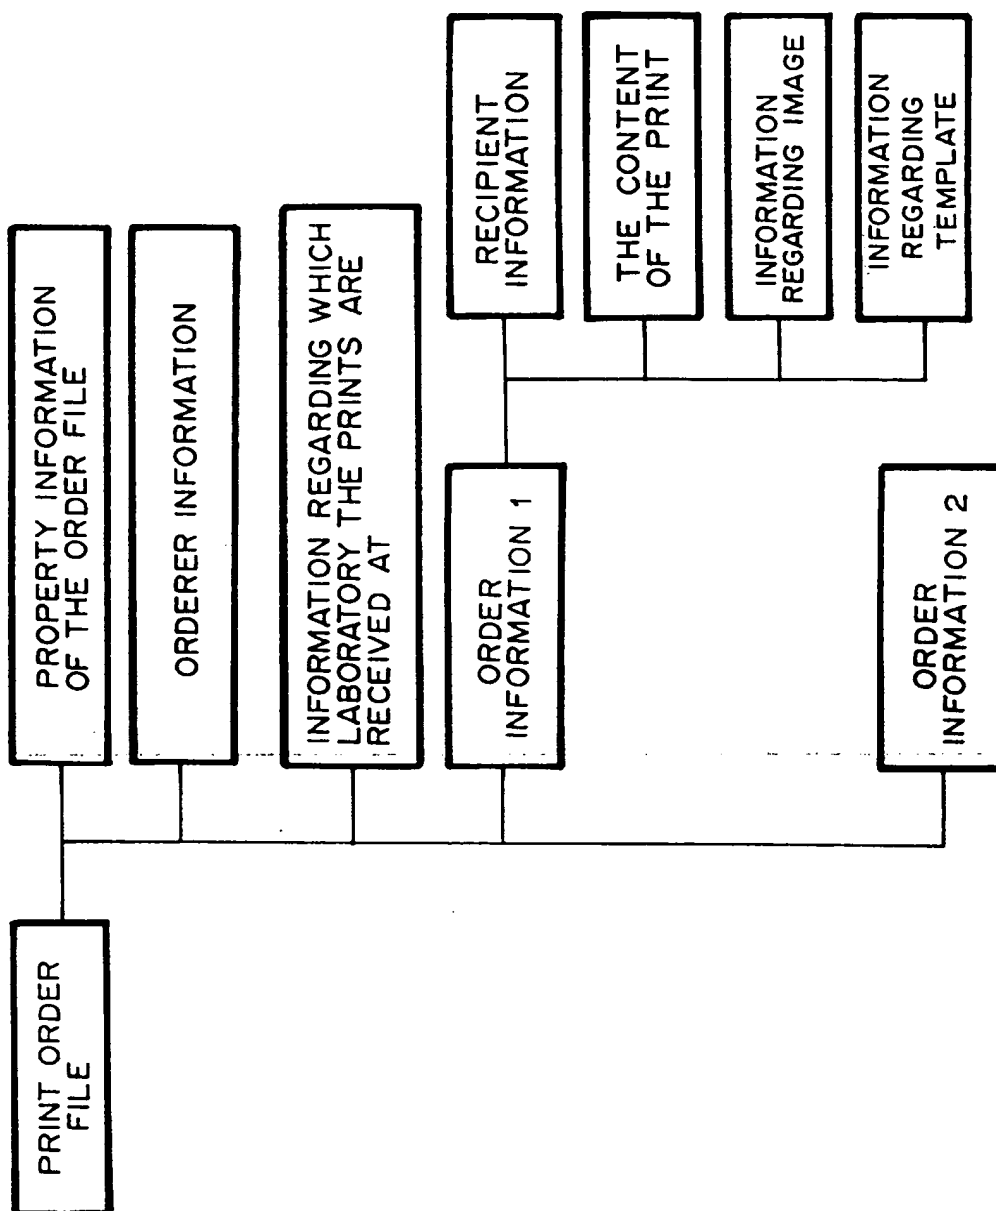 PRINT ORDER
FILE
PROPERTY INFORMATION
OF THE ORDER FILE
ORDERER INFORMATION
INFORMATION REGARDING WHICH
LABORATORY THE PRINTS ARE
RECEIVED AT
ORDER
INFORMATION 1
RECIPIENT
INFORMATION
THE CONTENT
OF THE PRINT
INFORMATION
REGARDING IMAGE
INFORMATION
REGARDING
TEMPLATE
ORDER
INFORMATION 2